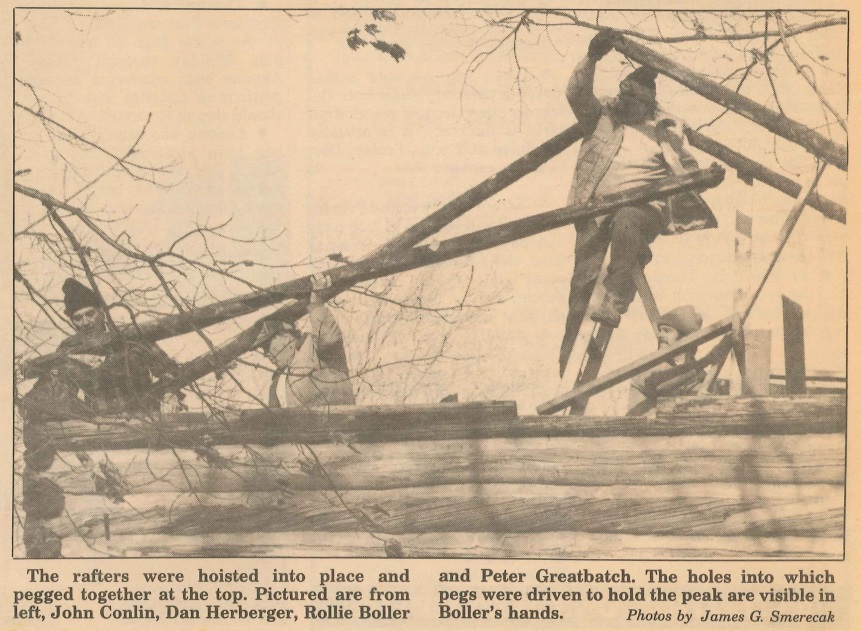 The rafters were hoisted into place and
pegged together at the top. Pictured are from
left, John Conlin, Dan Herberger, Rollie Boller
and Peter Greatbatch. The holes into which
pegs were driven to hold the peak are visible in
Boller's hands.
Photos by James G. Smerecak